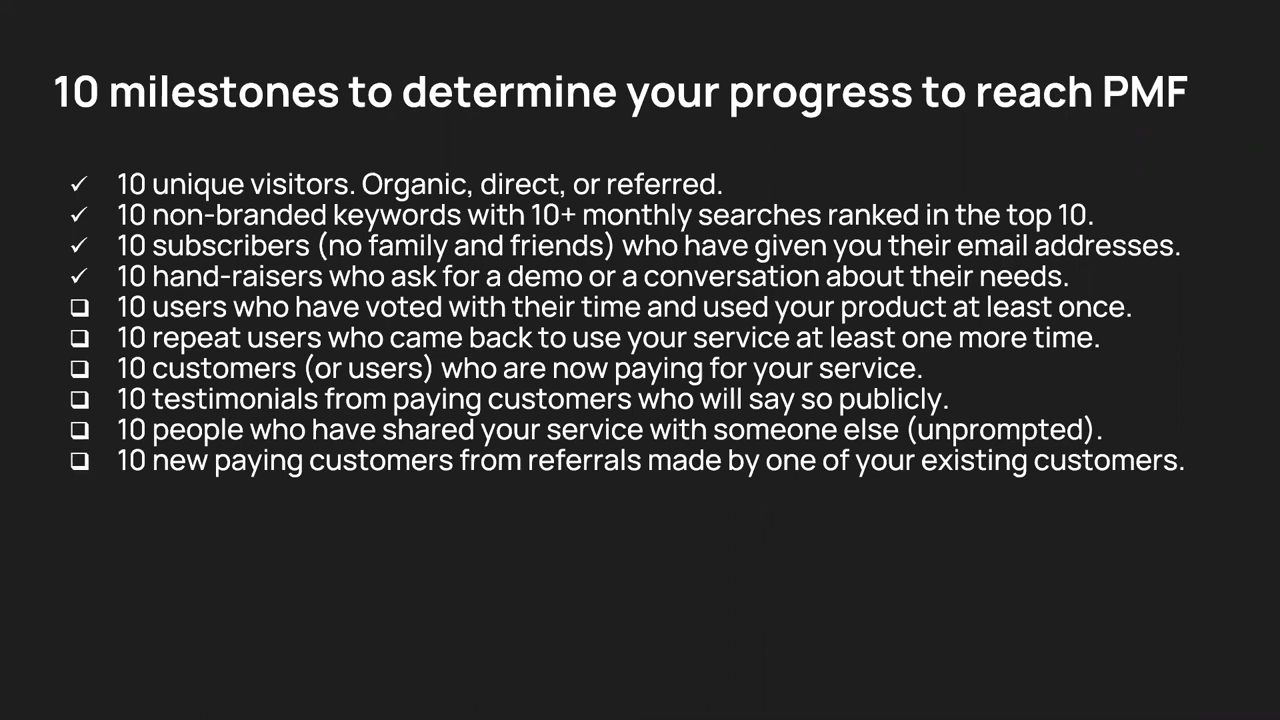 10 milestones to determine your progress to reach PMF
✓ 10 unique visitors. Organic, direct, or referred.
✓ 10 non-branded keywords with 10+ monthly searches ranked in the top 10.
✓ 10 subscribers (no family and friends) who have given you their email addresses.
✓ 10 hand-raisers who ask for a demo or a conversation about their needs.
❑ 10 users who have voted with their time and used your product at least once.
❑ 10 repeat users who came back to use your service at least one more time.
❑ 10 customers (or users) who are now paying for your service.
❑ 10 testimonials from paying customers who will say so publicly.
❑ 10 people who have shared your service with someone else (unprompted).
❑ 10 new paying customers from referrals made by one of your existing customers.